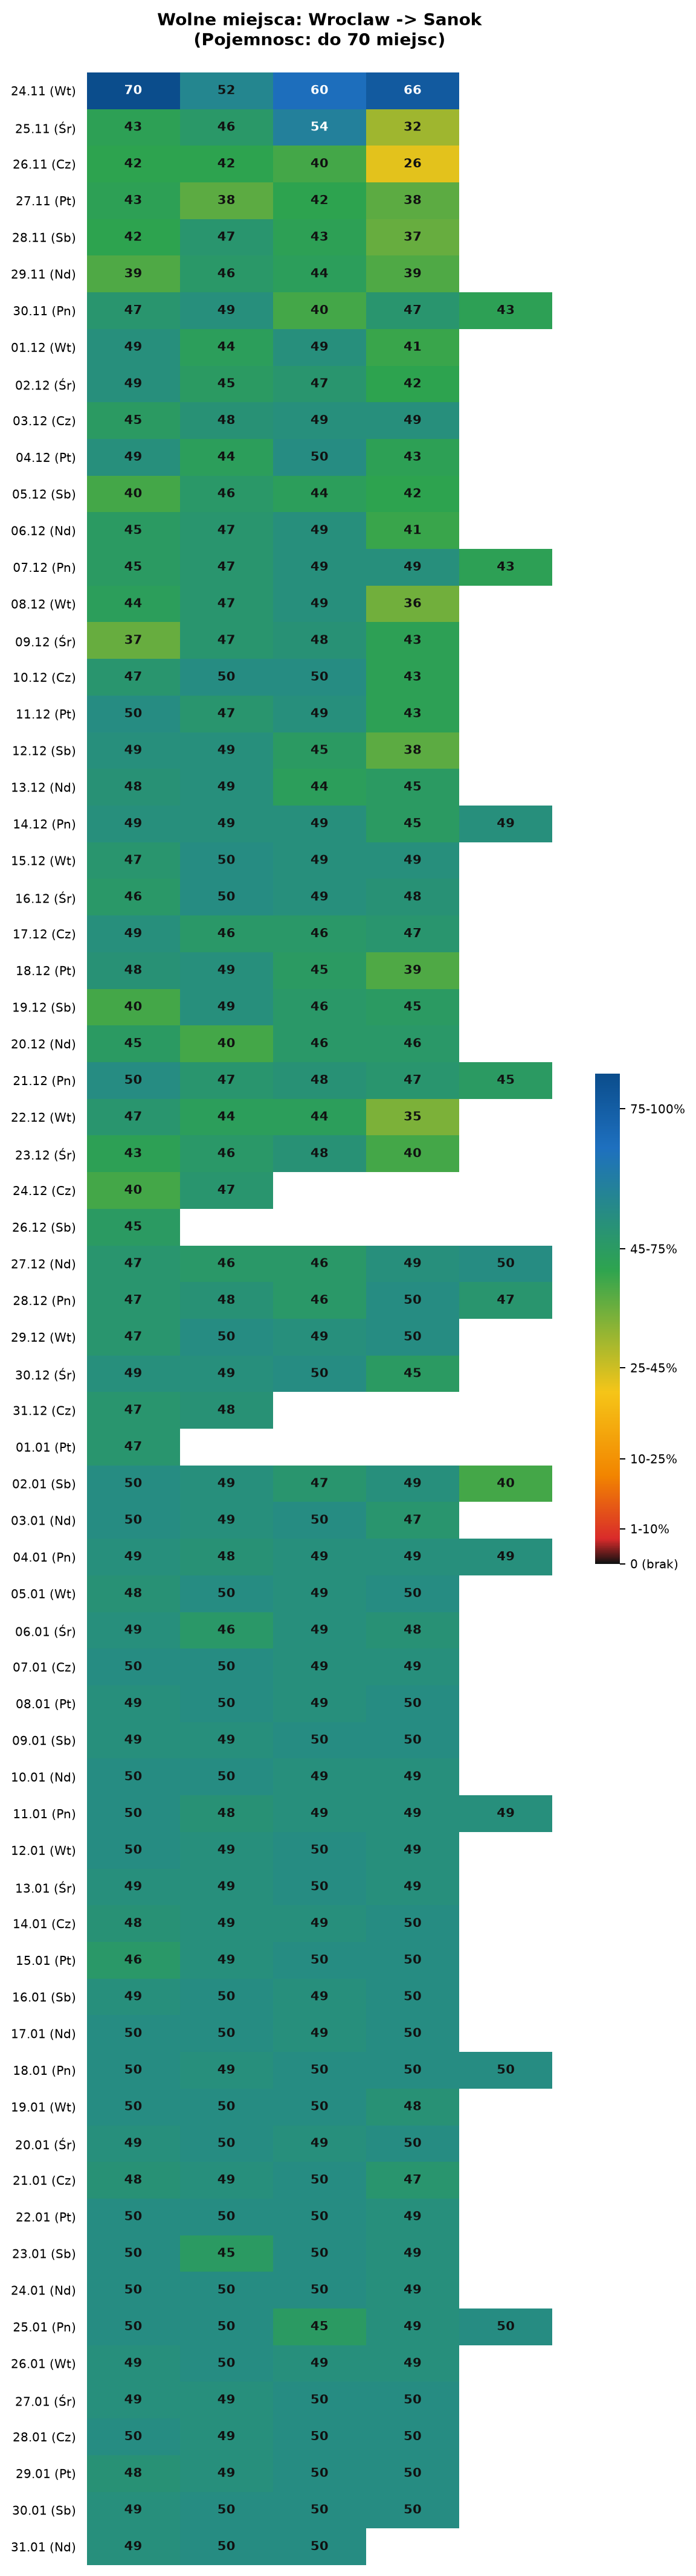 Wolne miejsca: Wroclaw -> Sanok
(Pojemnosc: do 70 miejsc)
24.11 (Wt) 70 52 60 66
25.11 (Śr) 43 46 54 32
26.11 (Cz) 42 42 40 26
27.11 (Pt) 43 38 42 38
28.11 (Sb) 42 47 43 37
29.11 (Nd) 39 46 44 39
30.11 (Pn) 47 49 40 47 43
01.12 (Wt) 49 44 49 41
02.12 (Śr) 49 45 47 42
03.12 (Cz) 45 48 49 49
04.12 (Pt) 49 44 50 43
05.12 (Sb) 40 46 44 42
06.12 (Nd) 45 47 49 41
07.12 (Pn) 45 47 49 49 43
08.12 (Wt) 44 47 49 36
09.12 (Śr) 37 47 48 43
10.12 (Cz) 47 50 50 43
11.12 (Pt) 50 47 49 43
12.12 (Sb) 49 49 45 38
13.12 (Nd) 48 49 44 45
14.12 (Pn) 49 49 49 45 49
15.12 (Wt) 47 50 49 49
16.12 (Śr) 46 50 49 48
17.12 (Cz) 49 46 46 47
18.12 (Pt) 48 49 45 39
19.12 (Sb) 40 49 46 45
20.12 (Nd) 45 40 46 46
21.12 (Pn) 50 47 48 47 45
22.12 (Wt) 47 44 44 35
23.12 (Śr) 43 46 48 40
24.12 (Cz) 40 47
26.12 (Sb) 45
27.12 (Nd) 47 46 46 49 50
28.12 (Pn) 47 48 46 50 47
29.12 (Wt) 47 50 49 50
30.12 (Śr) 49 49 50 45
31.12 (Cz) 47 48
01.01 (Pt) 47
02.01 (Sb) 50 49 47 49 40
03.01 (Nd) 50 49 50 47
04.01 (Pn) 49 48 49 49 49
05.01 (Wt) 48 50 49 50
06.01 (Śr) 49 46 49 48
07.01 (Cz) 50 50 49 49
08.01 (Pt) 49 50 49 50
09.01 (Sb) 49 49 50 50
10.01 (Nd) 50 50 49 49
11.01 (Pn) 50 48 49 49 49
12.01 (Wt) 50 49 50 49
13.01 (Śr) 49 49 50 49
14.01 (Cz) 48 49 49 50
15.01 (Pt) 46 49 50 50
16.01 (Sb) 49 50 49 50
17.01 (Nd) 50 50 49 50
18.01 (Pn) 50 49 50 50 50
19.01 (Wt) 50 50 50 48
20.01 (Śr) 49 50 49 50
21.01 (Cz) 48 49 50 47
22.01 (Pt) 50 50 50 49
23.01 (Sb) 50 45 50 49
24.01 (Nd) 50 50 50 49
25.01 (Pn) 50 50 45 49 50
26.01 (Wt) 49 50 49 49
27.01 (Śr) 49 49 50 50
28.01 (Cz) 50 49 50 50
29.01 (Pt) 48 49 50 50
30.01 (Sb) 49 50 50 50
31.01 (Nd) 49 50 50
75-100%
45-75%
25-45%
10-25%
1-10%
0 (brak)